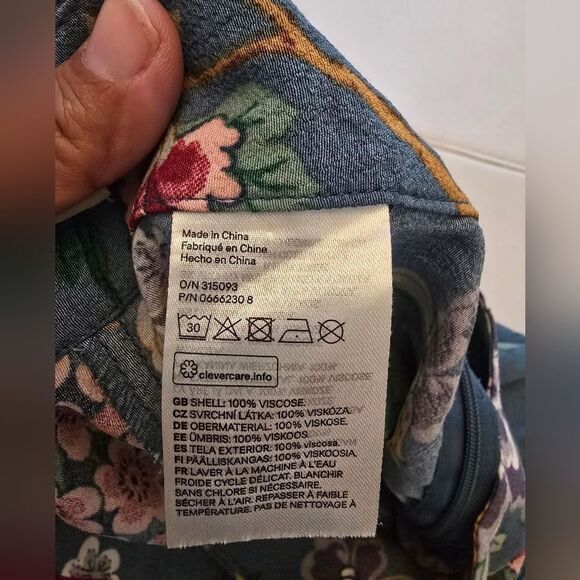 Made in China
Fabriqué en Chine
Hecho en China
O/N 315093
P/N 0666230 8
30
clevercare.info
GB SHELL: 100% VISCOSE.
CZ SVRCHNÍ LÁTKA: 100% VISKÓZA.
DE OBERMATERIAL: 100% VISKOSE.
EE ÜMBRIS: 100% VISKOOS.
ES TELA EXTERIOR: 100% viscosa.
FI PÄÄLLISKANGAS: 100% VISKOOSIA.
FR LAVER À LA MACHINE À L'EAU
FROIDE CYCLE DÉLICAT. BLANCHIR
SANS CHLORE SI NÉCESSAIRE.
SÉCHER À L'AIR. REPASSER À FAIBLE
TEMPÉRATURE. PAS DE NETTOYAGE À